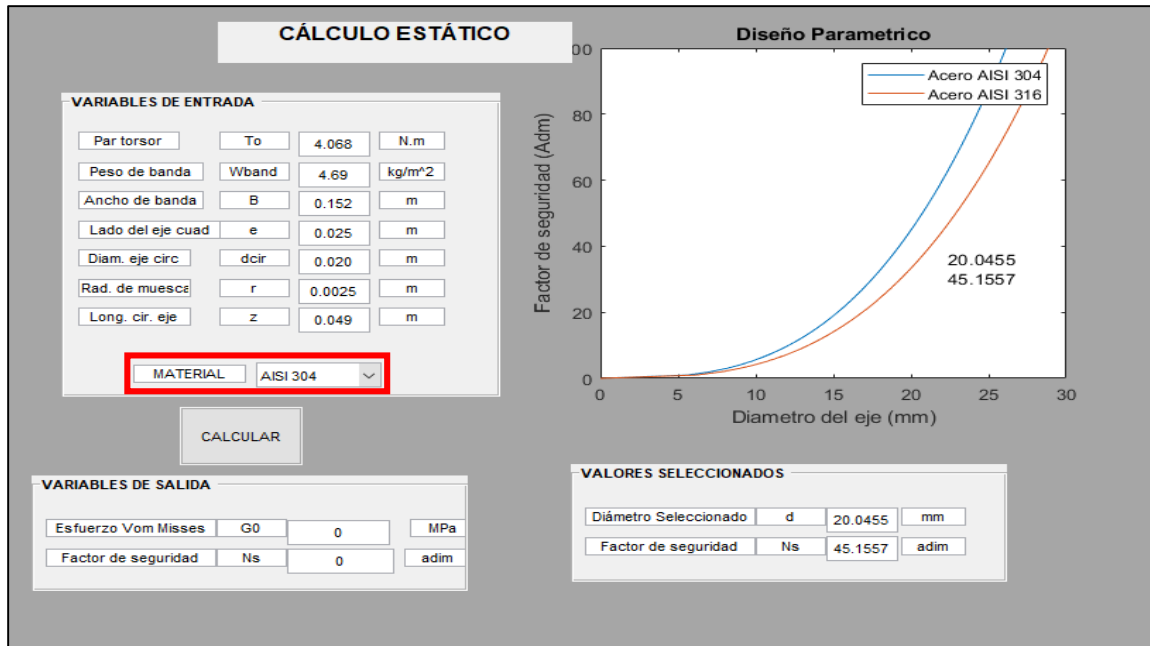 CÁLCULO ESTÁTICO
VARIABLES DE ENTRADA
Par torsor To 4.068 N.m
Peso de banda Wband 4.69 kg/m^2
Ancho de banda B 0.152 m
Lado del eje cuad e 0.025 m
Diam. eje circ dcir 0.020 m
Rad. de muesca r 0.0025 m
Long. cir. eje z 0.049 m
MATERIAL AISI 304
CALCULAR
VARIABLES DE SALIDA
Esfuerzo Vom Misses G0 0 MPa
Factor de seguridad Ns 0 adim
Diseño Parametrico
Acero AISI 304
Acero AISI 316
Factor de seguridad (Adm)
00
80
60
40
20
0
20.0455
45.1557
0 5 10 15 20 25 30
Diametro del eje (mm)
VALORES SELECCIONADOS
Diámetro Seleccionado d 20.0455 mm
Factor de seguridad Ns 45.1557 adim